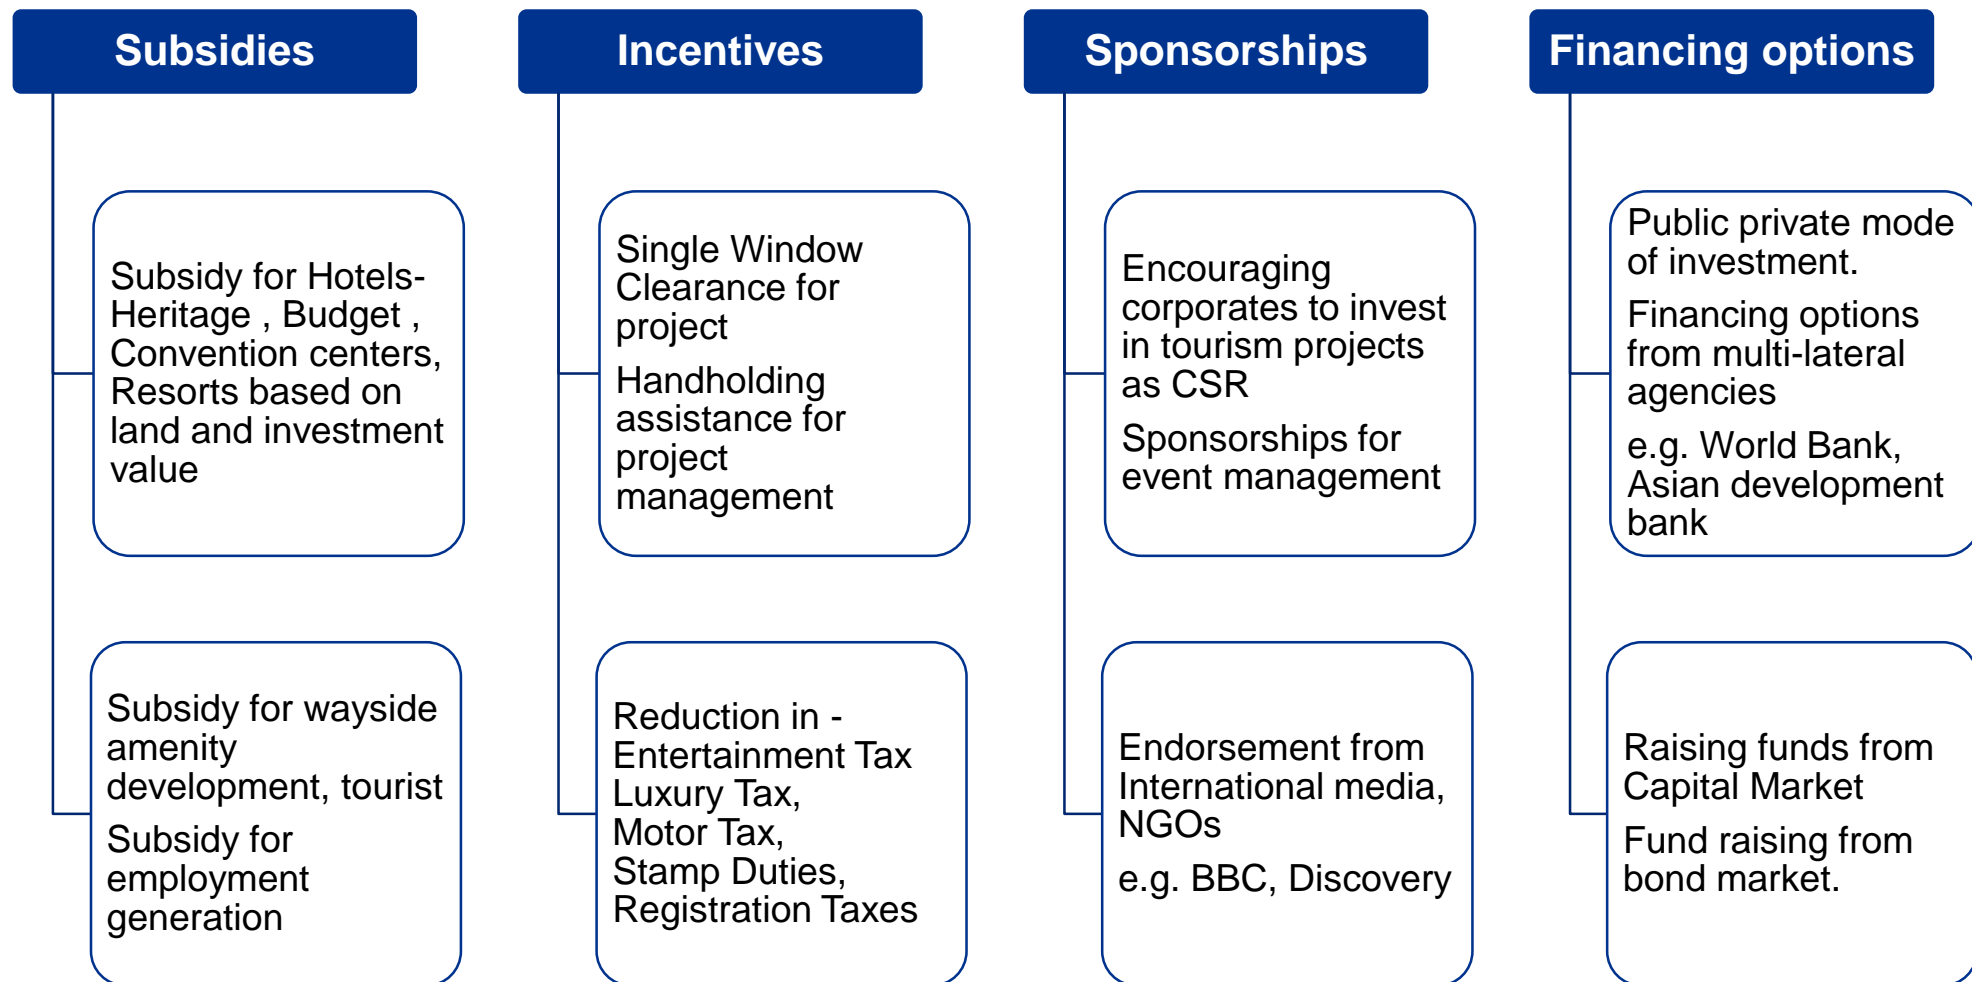 Subsidies
Subsidy for Hotels-
Heritage , Budget ,
Convention centers,
Resorts based on
land and investment
value
Subsidy for wayside
amenity
development, tourist
Subsidy for
employment
generation
Incentives
Single Window
Clearance for
project
Handholding
assistance for
project
management
Reduction in -
Entertainment Tax
Luxury Tax,
Motor Tax,
Stamp Duties,
Registration Taxes
Sponsorships
Encouraging
corporates to invest
in tourism projects
as CSR
Sponsorships for
event management
Endorsement from
International media,
NGOs
e.g. BBC, Discovery
Financing options
Public private mode
of investment.
Financing options
from multi-lateral
agencies
e.g. World Bank,
Asian development
bank
Raising funds from
Capital Market
Fund raising from
bond market.